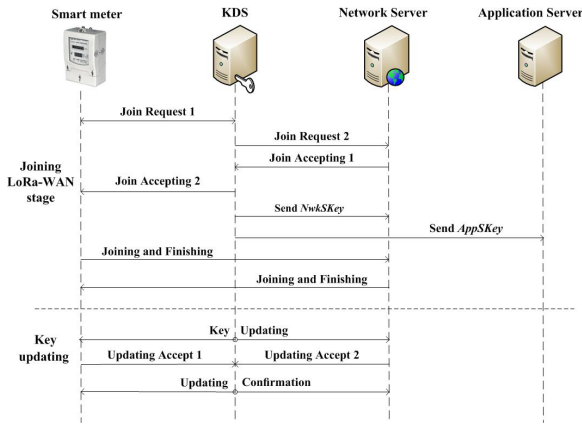 Smart meter KDS Network Server Application Server
Join Request 1
Join Request 2
Join Accepting 1
Joining
LoRa-WAN
stage
Join Accepting 2
Send NwkSKey
Send AppSKey
Joining and Finishing
Joining and Finishing
Key
updating
Key Updating
Updating Accept 1 Updating Accept 2
Updating Confirmation